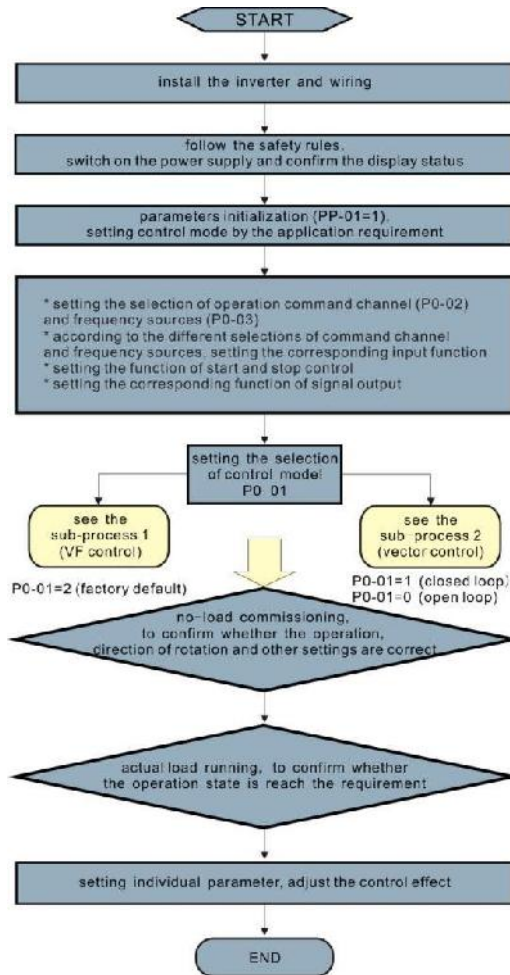 START
install the inverter and wiring
follow the safety rules,
switch on the power supply and confirm the display status
parameters initialization (PP-01=1),
setting control mode by the application requirement
* setting the selection of operation command channel (P0-02)
and frequency sources (P0-03)
* according to the different selections of command channel
and frequency sources, setting the corresponding input function
* setting the function of start and stop control
* setting the corresponding function of signal output
setting the selection
of control model
P0-01
see the
sub-process 1
(VF control)
see the
sub-process 2
(vector control)
P0-01=2 (factory default)
P0-01=1 (closed loop)
P0-01=0 (open loop)
no-load commissioning,
to confirm whether the operation,
direction of rotation and other settings are correct
actual load running, to confirm whether
the operation state is reach the requirement
setting individual parameter, adjust the control effect
END